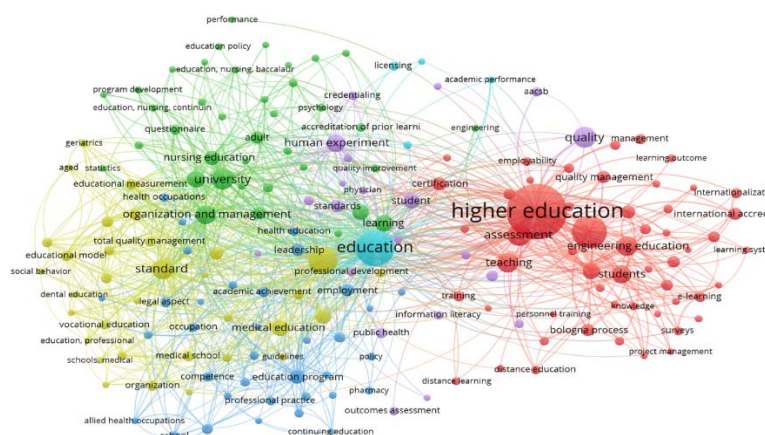 performance
education policy
education, nursing, baccalaur
licensing
academic performance
program development
credentialing
aacsb
education, nursing, continuin
psychology
questionnaire
adult
accreditation of prior learni
engineering
human experiment
quality
management
geriatrics
nursing education
employability
learning outcome
aged
statistics
quality improvement
university
physician
certification
quality management
educational measurement
health occupations
student
internationalizat
organization and management
standards
higher education
international accred
learning
assessment
health education
total quality management
leadership
education
engineering education
educational model
learning syst
social behavior
standard
professional development
teaching
students
dental education
academic achievement
employment
training
e-learning
legal aspect
knowledge
vocational education
occupation
medical education
information literacy
personnel training
public health
bologna process
surveys
education, professional
project management
schools, medical
medical school
guidelines
policy
distance education
organization
competence
education program
distance learning
pharmacy
professional practice
outcomes assessment
allied health occupations
continuing education
school